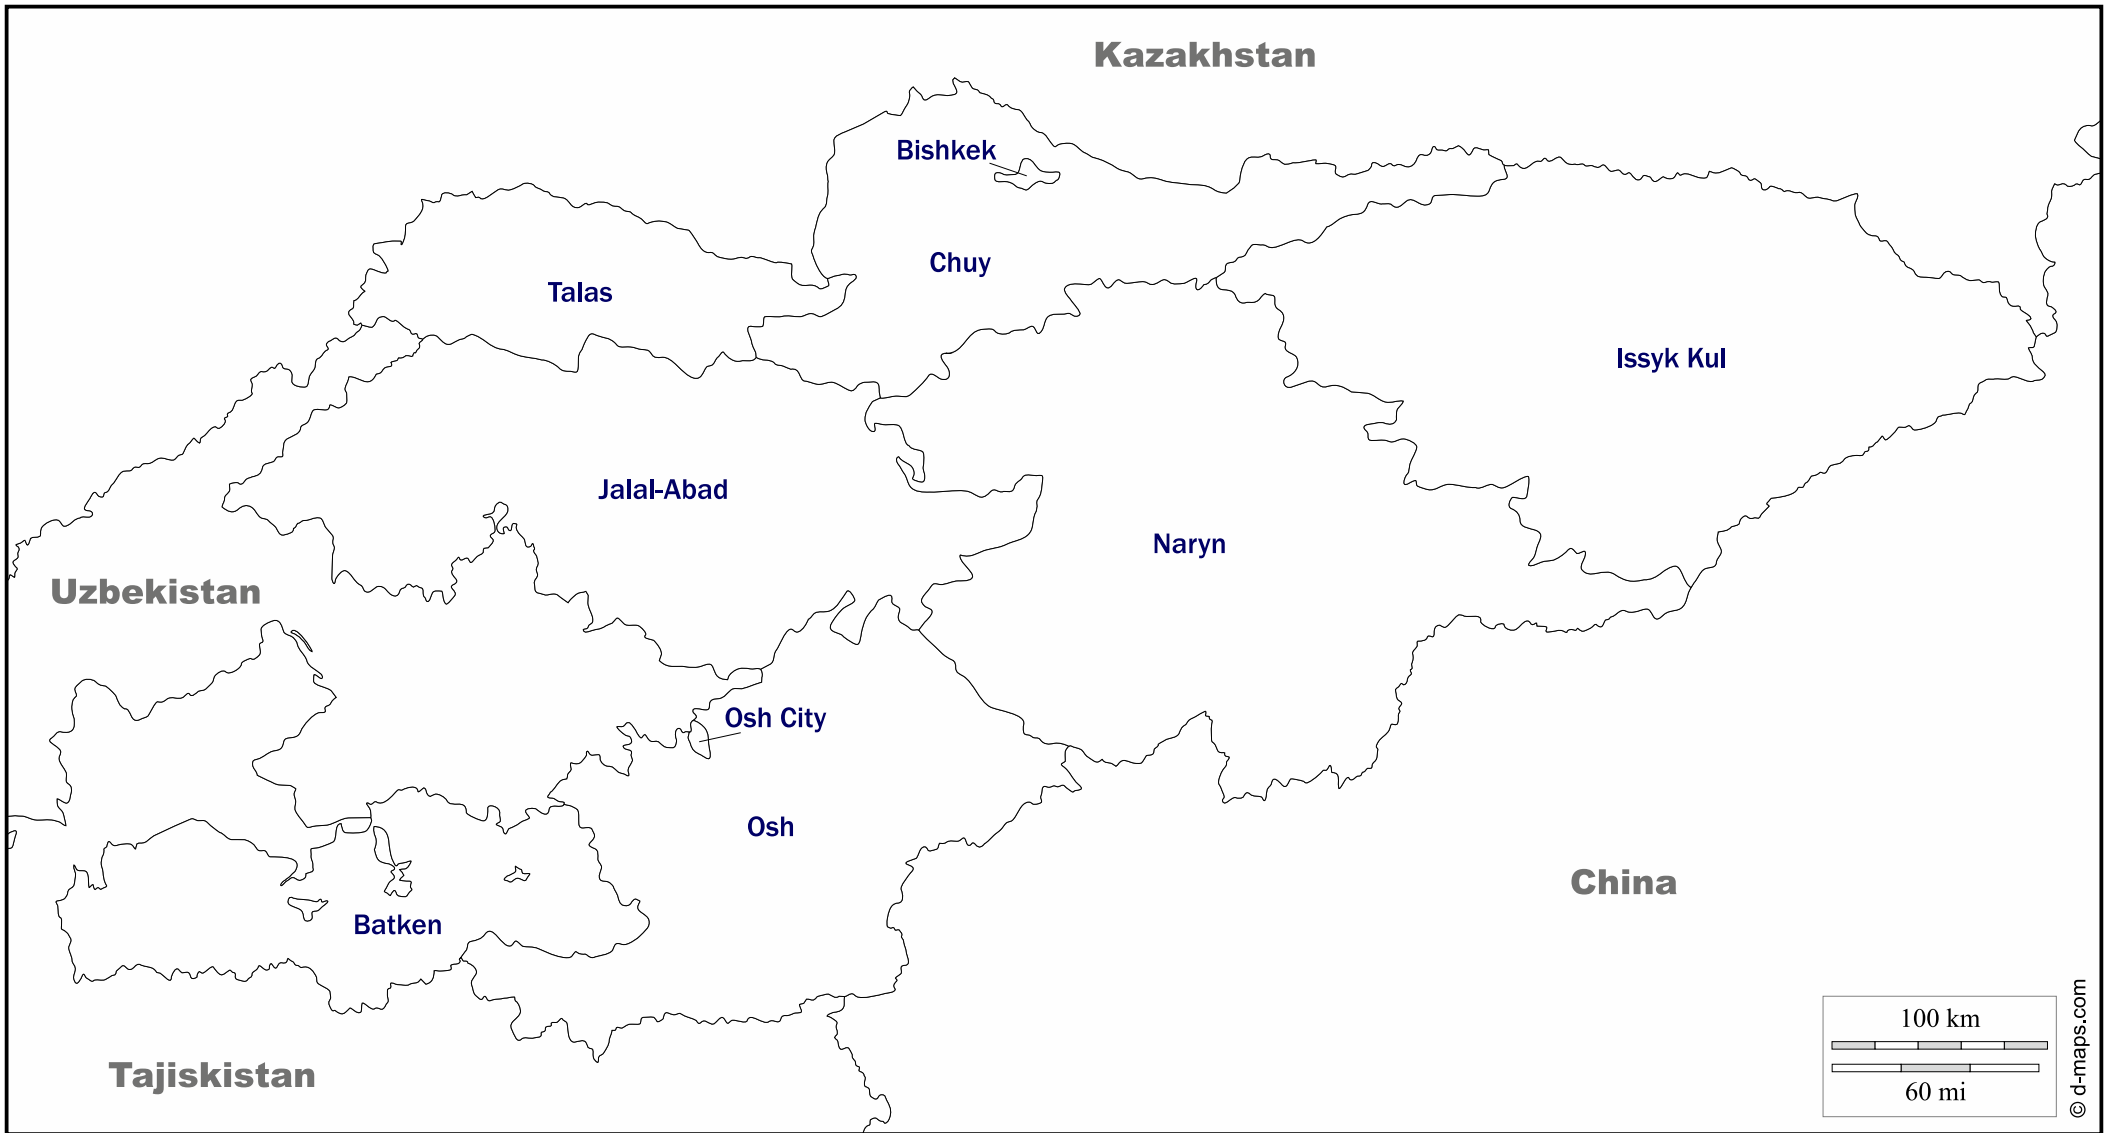 Kazakhstan
Bishkek
Chuy
Talas
Issyk Kul
Jalal-Abad
Naryn
Uzbekistan
Osh City
Osh
China
Batken
Tajiskistan
100 km
60 mi
© d-maps.com